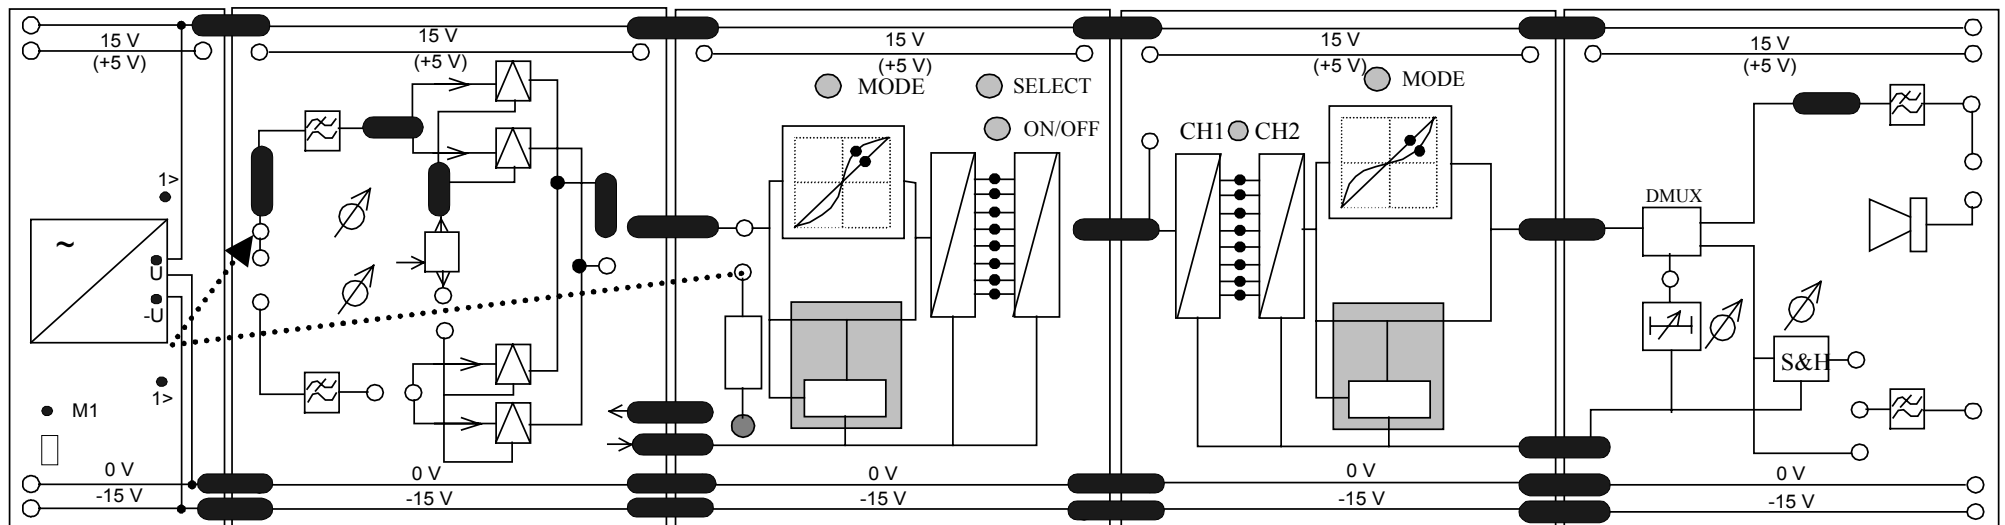 15 V
(+5 V)
1>
~
U
-U
1>
M1
0 V
-15 V
15 V
(+5 V)
0 V
-15 V
15 V
(+5 V)
MODE
SELECT
ON/OFF
0 V
-15 V
15 V
(+5 V)
MODE
CH1
CH2
0 V
-15 V
15 V
(+5 V)
DMUX
S&H
0 V
-15 V